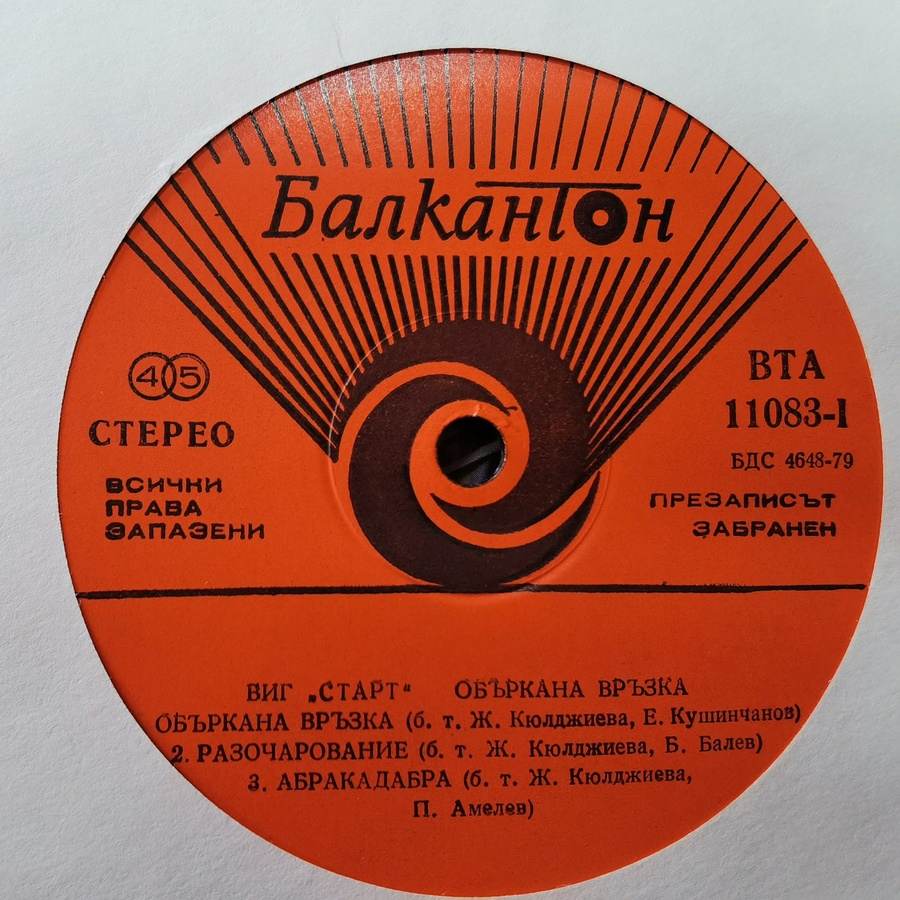 Балкантон
45
СТЕРЕО
ВСИЧКИ
ПРАВА
ЗАПАЗЕНИ
ВТА
11083-I
БДС 4648-79
ПРЕЗАПИСЪТ
ЗАБРАНЕН
ВИГ „СТАРТ“ ОБЪРКАНА ВРЪЗКА
ОБЪРКАНА ВРЪЗКА (б. т. Ж. Кюлджиева, Е. Кушинчанов)
2. РАЗОЧАРОВАНИЕ (б. т. Ж. Кюлджиева, Б. Балев)
3. АБРАКАДАБРА (б. т. Ж. Кюлджиева,
П. Амелев)